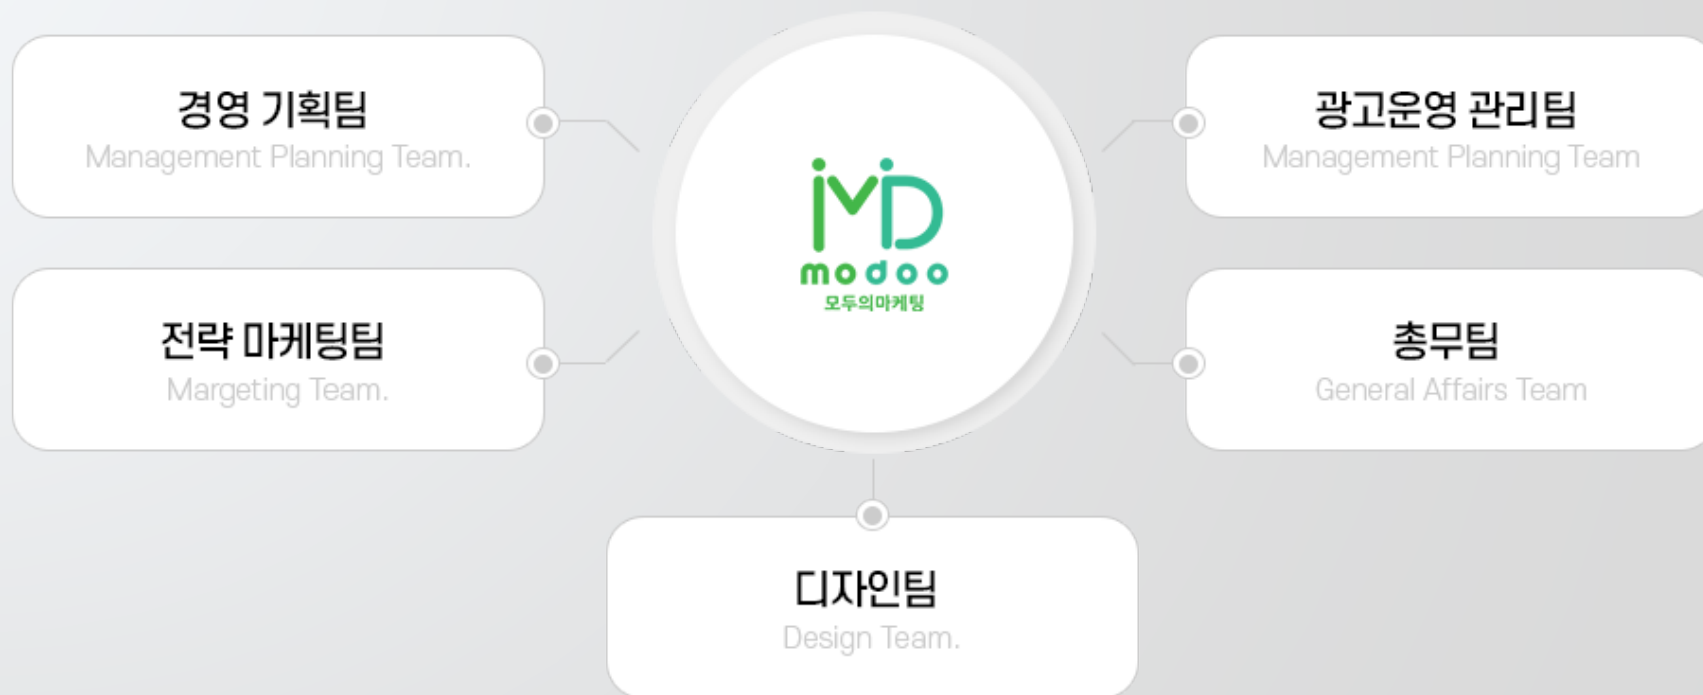 경영 기획팀
Management Planning Team.
전략 마케팅팀
Margeting Team.
MD
modoo
모두의마케팅
광고운영 관리팀
Management Planning Team
총무팀
General Affairs Team
디자인팀
Design Team.